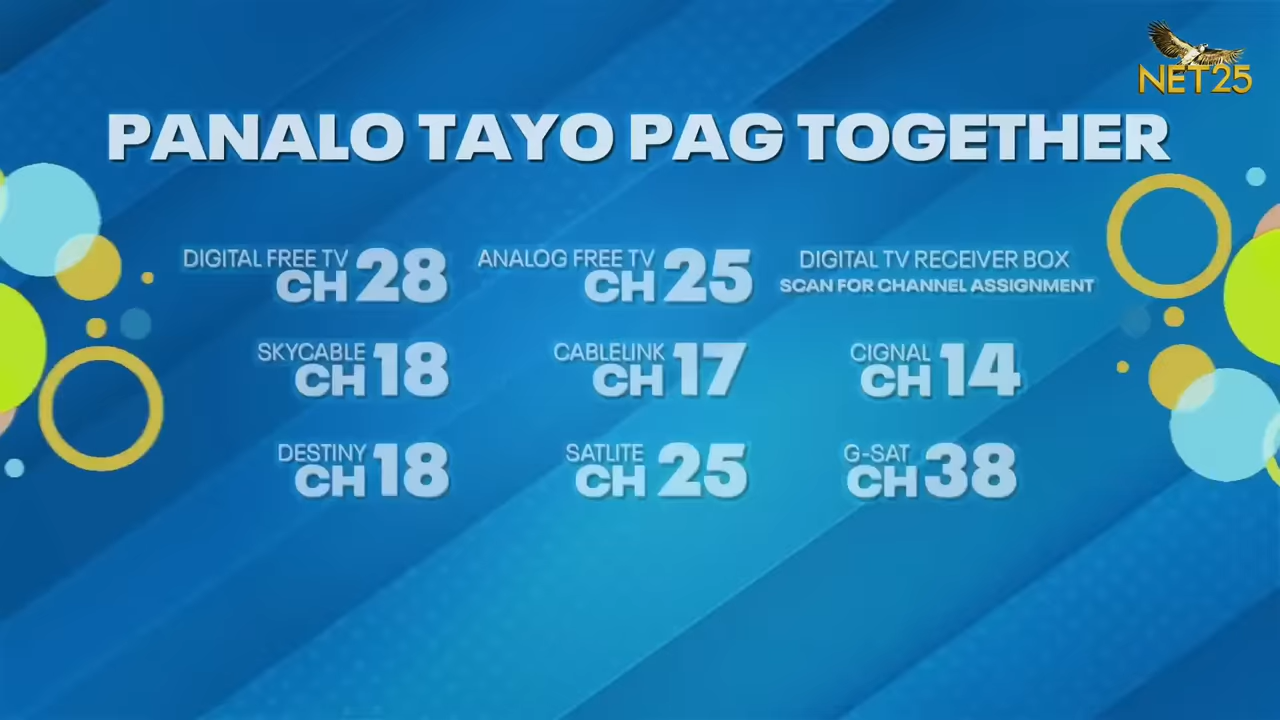 NET25
PANALO TAYO PAG TOGETHER
DIGITAL FREE TV
CH 28
ANALOG FREE TV
CH 25
DIGITAL TV RECEIVER BOX
SCAN FOR CHANNEL ASSIGNMENT
SKYCABLE
CH 18
CABLELINK
CH 17
CIGNAL
CH 14
DESTINY
CH 18
SATLITE
CH 25
G-SAT
CH 38